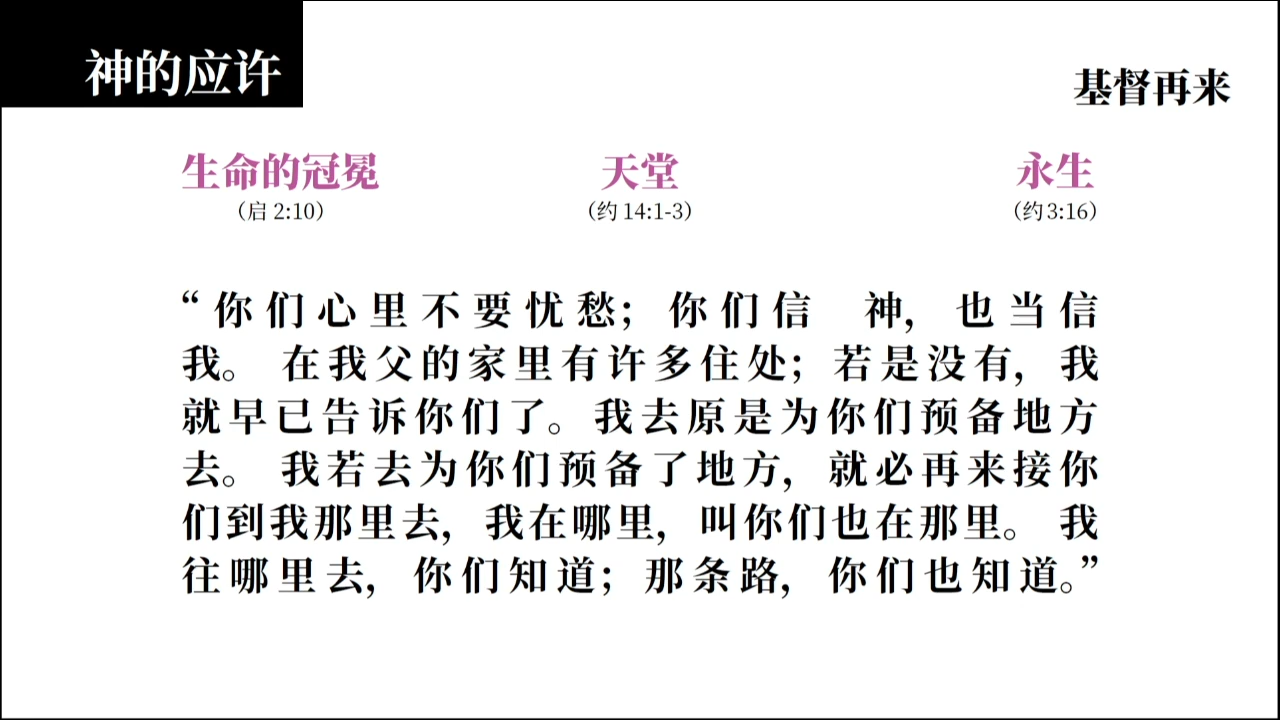 神的应许
基督再来
生命的冠冕
天堂
永生
（启 2:10）
（约 14:1-3）
（约3:16）
“你们心里不要忧愁；你们信　神，也当信
我。 在我父的家里有许多住处；若是没有，我
就早已告诉你们了。我去原是为你们预备地方
去。 我若去为你们预备了地方，就必再来接你
们到我那里去，我在哪里，叫你们也在那里。 我
往哪里去，你们知道；那条路，你们也知道。”